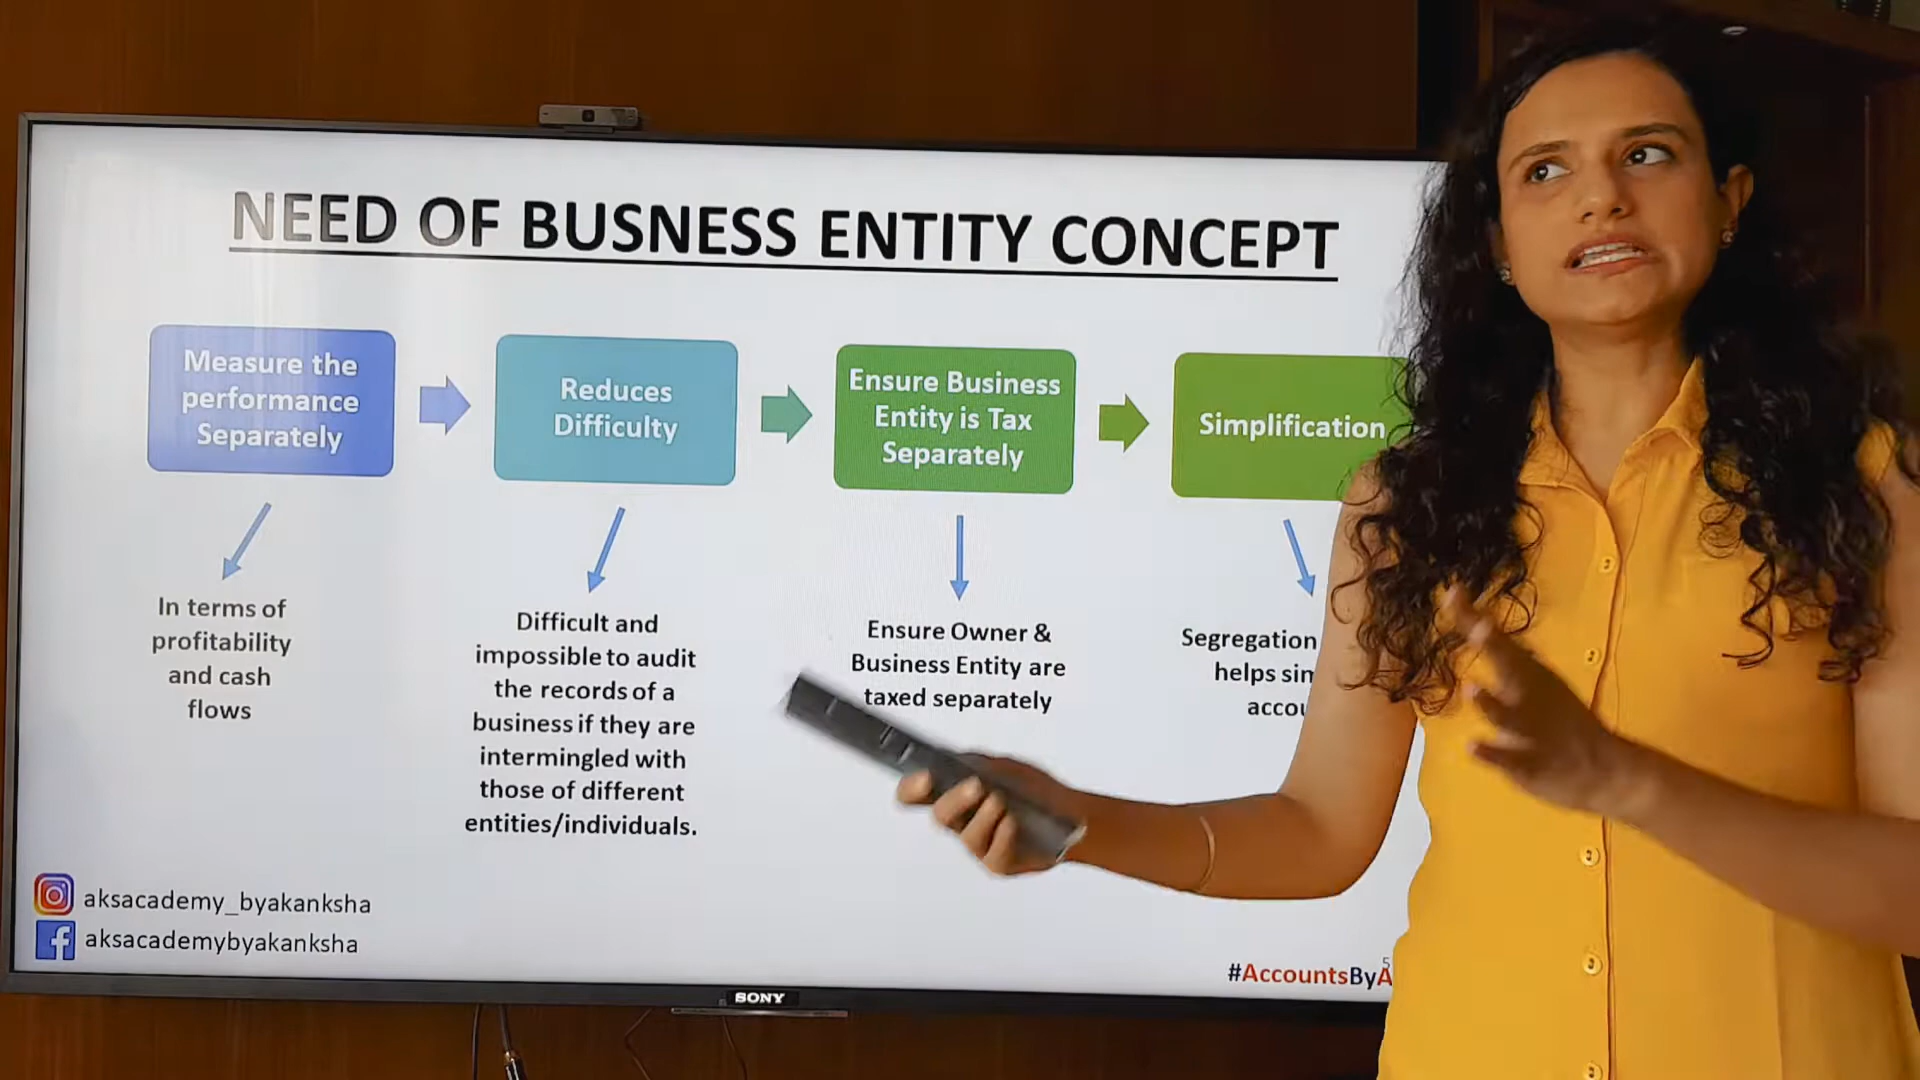 NEED OF BUSNESS ENTITY CONCEPT
Measure the
performance
Separately
Reduces
Difficulty
Ensure Business
Entity is Tax
Separately
Simplification
In terms of
profitability
and cash
flows
Difficult and
impossible to audit
the records of a
business if they are
intermingled with
those of different
entities/individuals.
Ensure Owner &
Business Entity are
taxed separately
Segregation
helps
aksacademy_byakanksha
aksacademybyakanksha
5
#AccountsByA
SONY